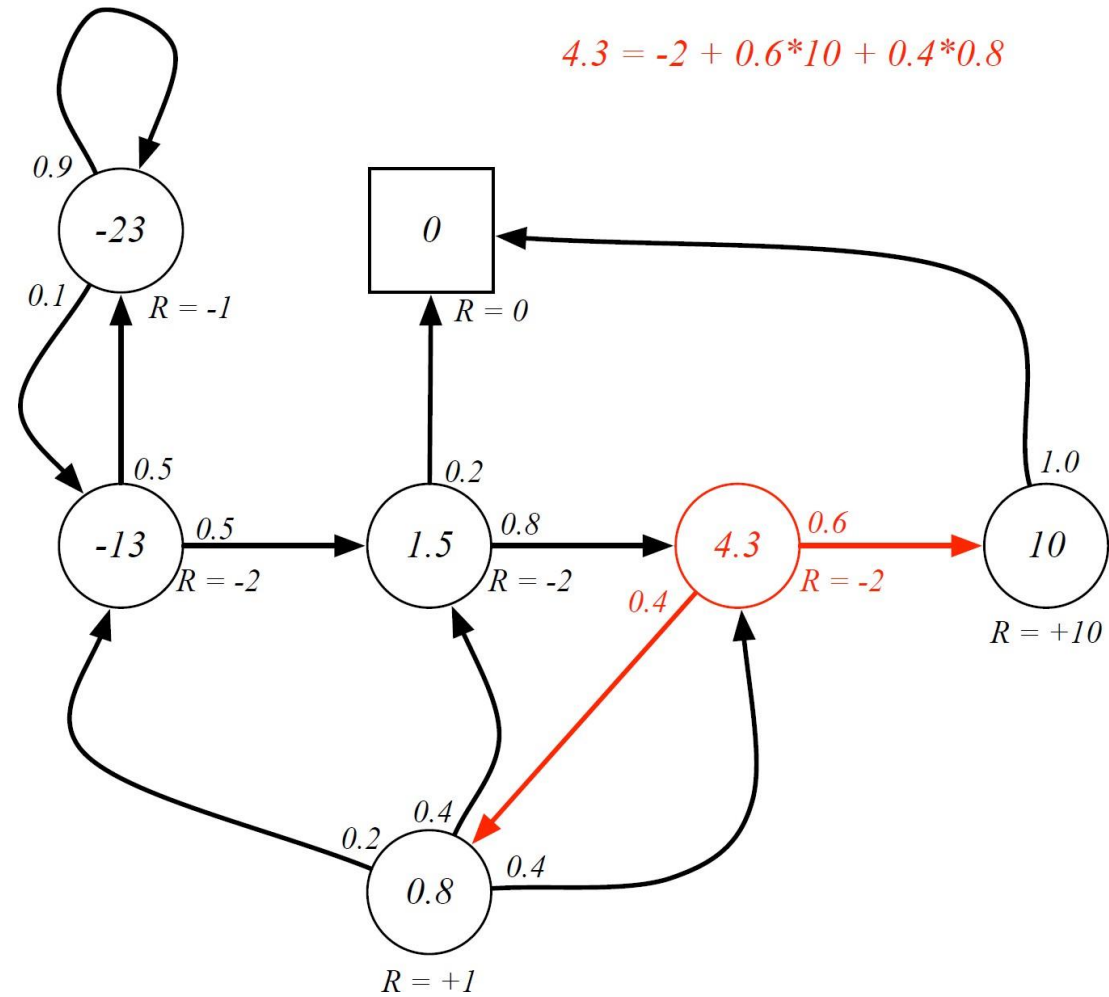 4.3 = -2 + 0.6*10 + 0.4*0.8
0.9
-23
0
0.1
R = -1
R = 0
0.5
0.2
1.0
-13
0.5
1.5
0.8
4.3
0.6
10
R = -2
R = -2
0.4
R = -2
R = +10
0.2
0.4
0.4
0.8
R = +1